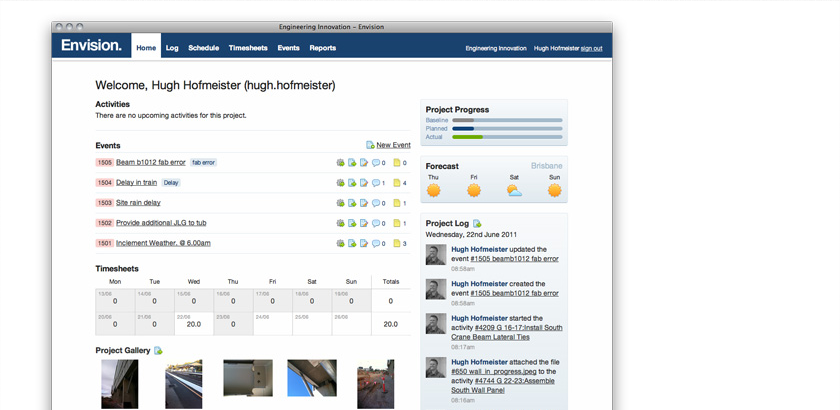 Engineering Innovation – Envision
Envision.
Home Log Schedule Timesheets Events Reports
Engineering Innovation Hugh Hofmeister sign out
Welcome, Hugh Hofmeister (hugh.hofmeister)
Activities
There are no upcoming activities for this project.
Events
New Event
1505 Beam b1012 fab error fab error 0 0
1504 Delay in train Delay 1 4
1503 Site rain delay 0 1
1502 Provide additional JLG to tub 0 1
1501 Inclement Weather. @ 6.00am 0 3
Timesheets
Mon Tue Wed Thu Fri Sat Sun Totals
13/06 14/06 15/06 16/06 17/06 18/06 19/06
0 0 0 0 0 0 0 0
20/06 21/06 22/06 23/06 24/06 25/06 26/06
0 0 20.0 0 20.0
Project Gallery
Project Progress
Baseline
Planned
Actual
Forecast Brisbane
Thu Fri Sat Sun
Project Log
Wednesday, 22nd June 2011
Hugh Hofmeister updated the
event #1505 beamb1012 fab error
08:58am
Hugh Hofmeister created the
event #1505 beamb1012 fab error
08:58am
Hugh Hofmeister started the
activity #4209 G 16-17:Install South
Crane Beam Lateral Ties
08:17am
Hugh Hofmeister attached the file
#650 wall_in_progress.jpeg to the
activity #4744 G 22-23:Assemble
South Wall Panel
08:16am